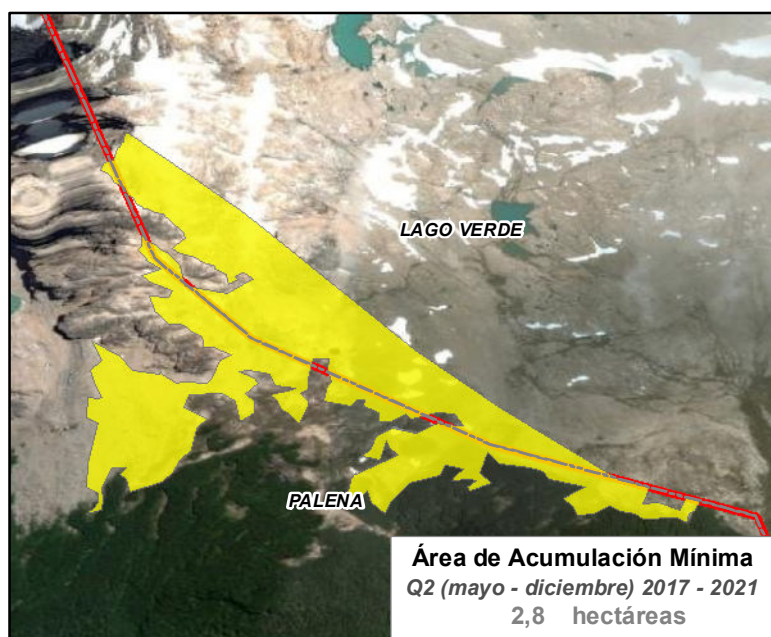 LAGO VERDE
PALENA
Área de Acumulación Mínima
Q2 (mayo - diciembre) 2017 - 2021
2,8 hectáreas